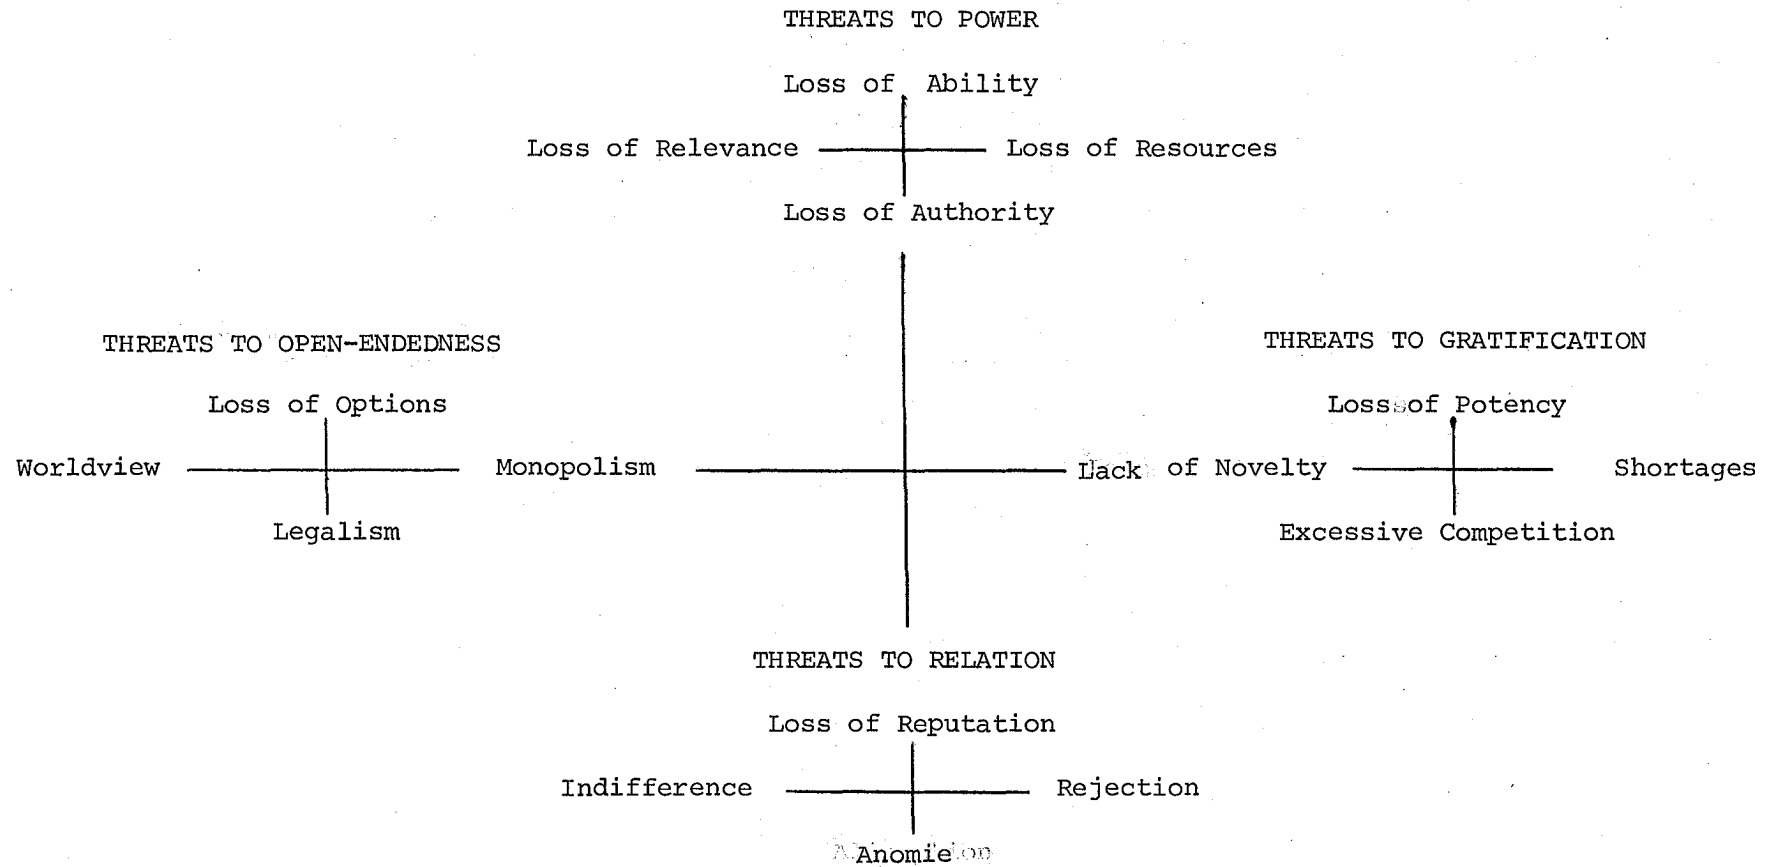 THREATS TO POWER
Loss of Ability
Loss of Relevance
Loss of Resources
Loss of Authority
THREATS TO OPEN-ENDEDNESS
Loss of Options
Worldview
Monopolism
Legalism
THREATS TO GRATIFICATION
Loss of Potency
Lack of Novelty
Shortages
Excessive Competition
THREATS TO RELATION
Loss of Reputation
Indifference
Rejection
Anomie